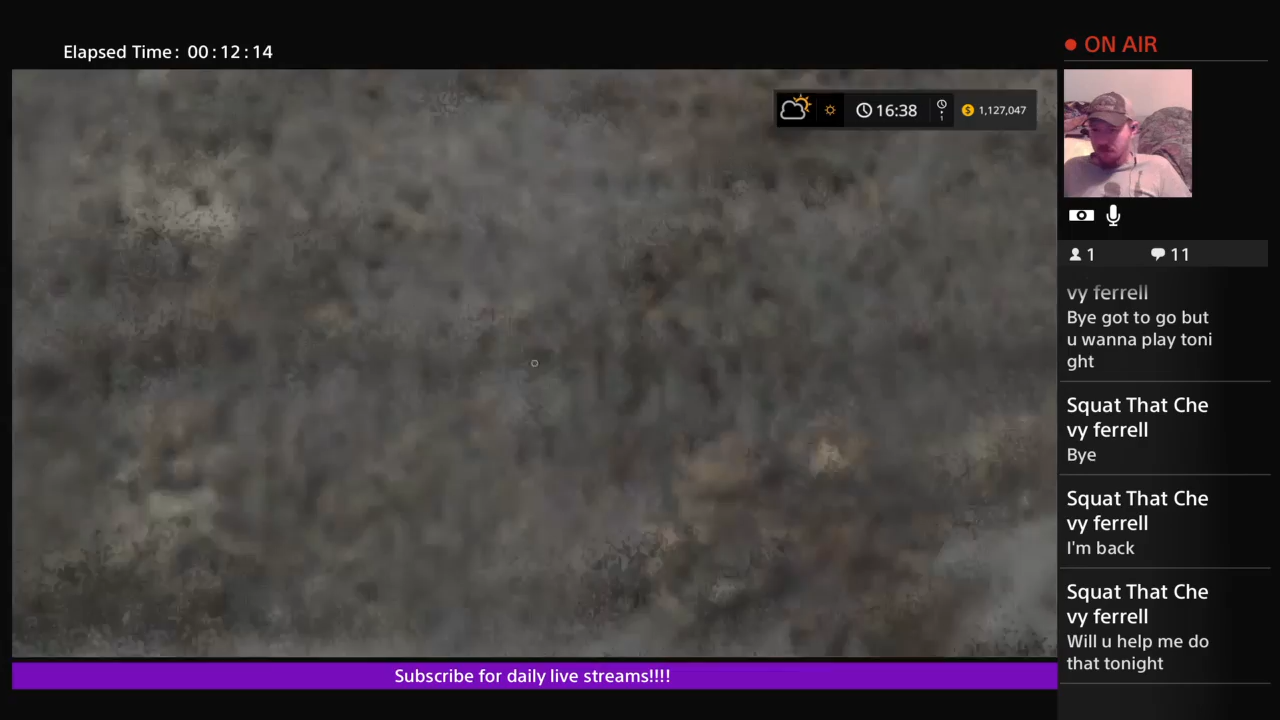 Elapsed Time: 00:12:14
ON AIR
16:38
1
1,127,047
1
11
vy ferrell
Bye got to go but
u wanna play toni
ght
Squat That Che
vy ferrell
Bye
Squat That Che
vy ferrell
I'm back
Squat That Che
vy ferrell
Will u help me do
that tonight
Subscribe for daily live streams!!!!